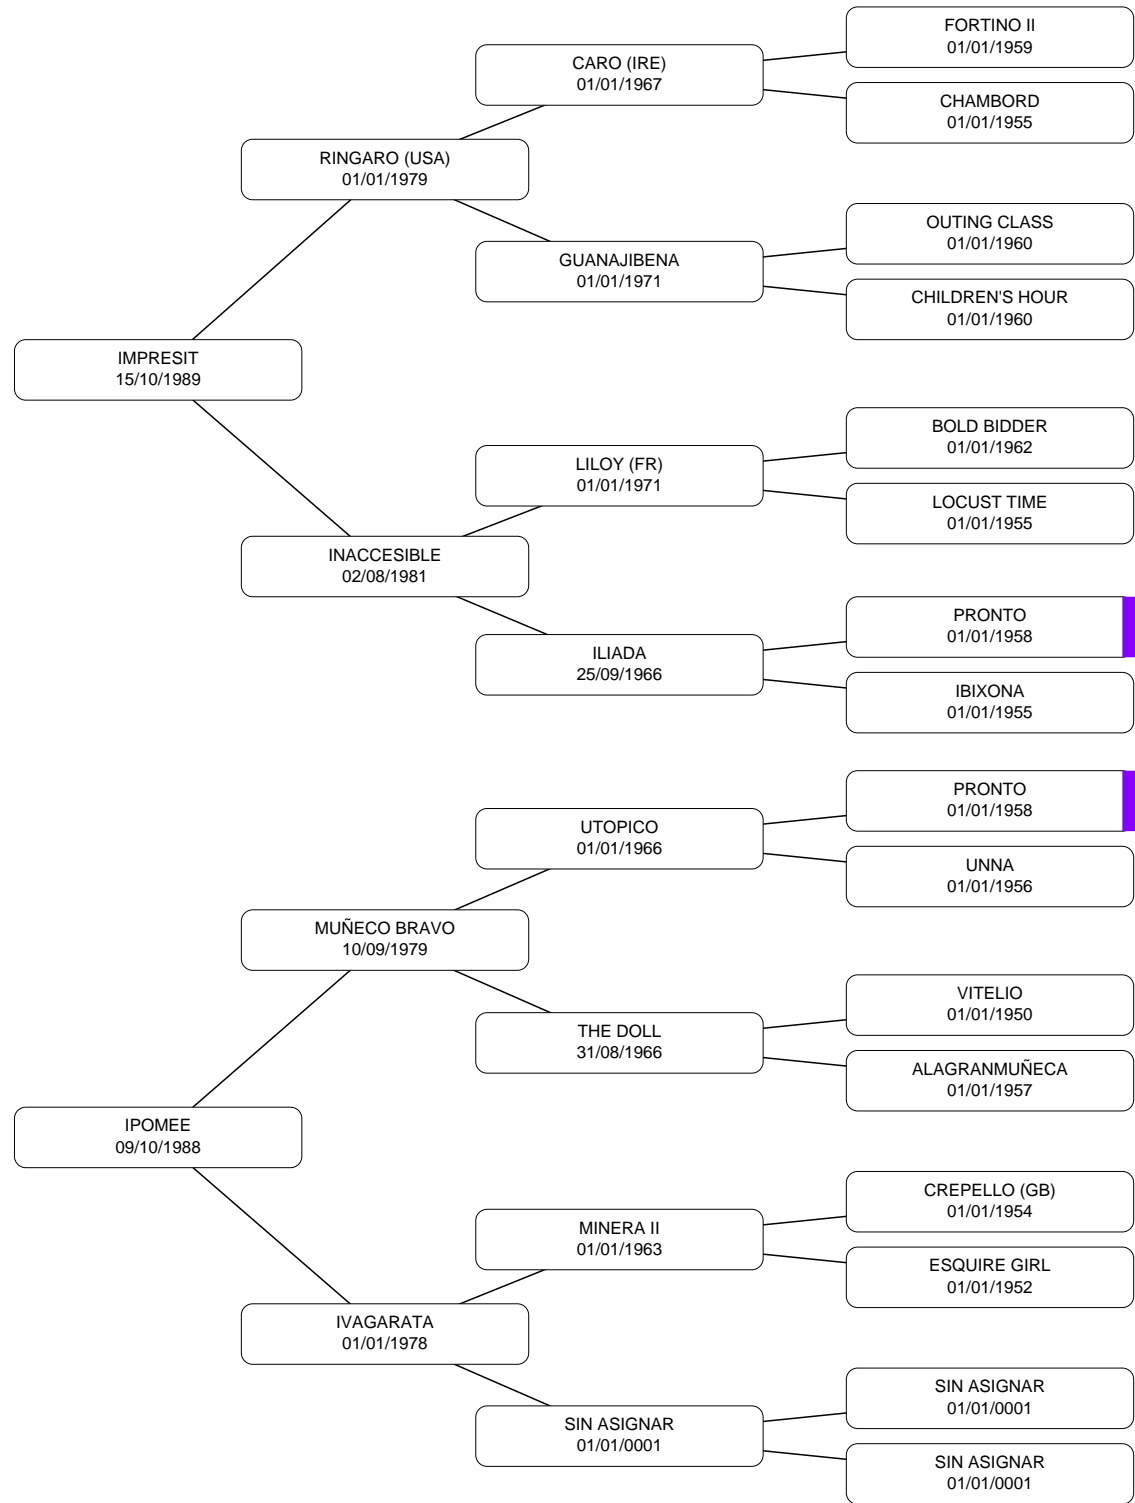 FORTINO II
01/01/1959
CARO (IRE)
01/01/1967
CHAMBORD
01/01/1955
RINGARO (USA)
01/01/1979
OUTING CLASS
01/01/1960
GUANAJIBENA
01/01/1971
CHILDREN'S HOUR
01/01/1960
IMPRESIT
15/10/1989
BOLD BIDDER
01/01/1962
LILOY (FR)
01/01/1971
LOCUST TIME
01/01/1955
INACCESIBLE
02/08/1981
PRONTO
01/01/1958
ILIADA
25/09/1966
IBIXONA
01/01/1955
PRONTO
01/01/1958
UTOPICO
01/01/1966
UNNA
01/01/1956
MUÑECO BRAVO
10/09/1979
VITELIO
01/01/1950
THE DOLL
31/08/1966
ALAGRANMUÑECA
01/01/1957
IPOMEE
09/10/1988
CREPELLO (GB)
01/01/1954
MINERA II
01/01/1963
ESQUIRE GIRL
01/01/1952
IVAGARATA
01/01/1978
SIN ASIGNAR
01/01/0001
SIN ASIGNAR
01/01/0001
SIN ASIGNAR
01/01/0001